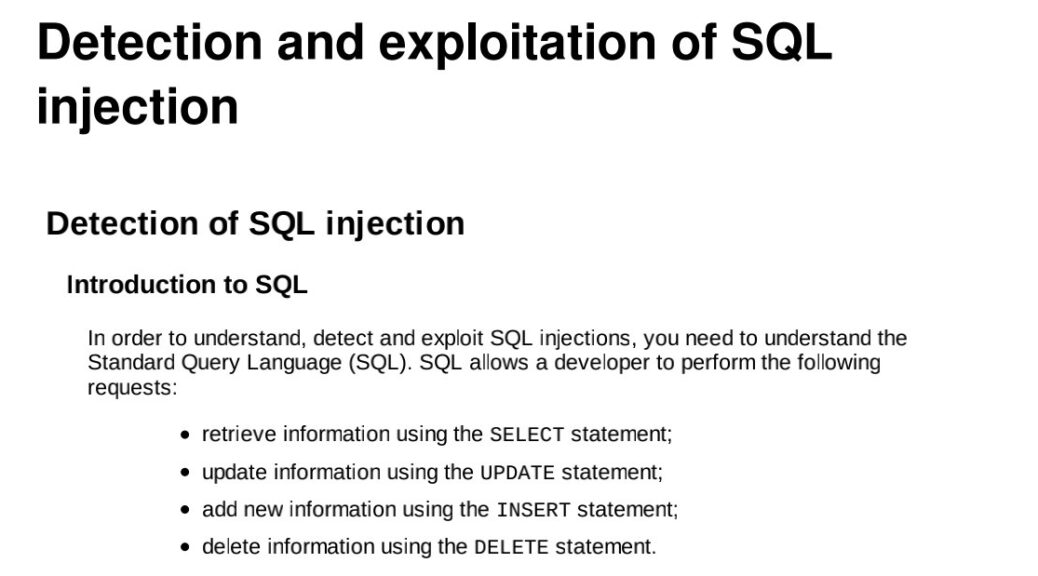 Detection and exploitation of SQL
injection
Detection of SQL injection
Introduction to SQL
In order to understand, detect and exploit SQL injections, you need to understand the
Standard Query Language (SQL). SQL allows a developer to perform the following
requests:
• retrieve information using the SELECT statement;
• update information using the UPDATE statement;
• add new information using the INSERT statement;
• delete information using the DELETE statement.